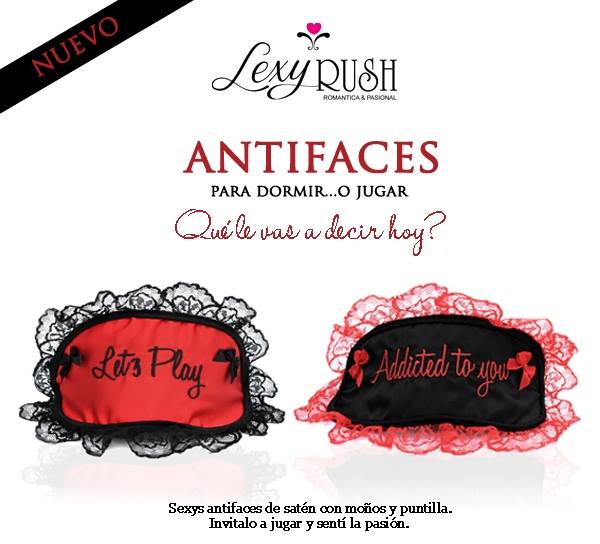 NUEVO
Lexy RUSH
ROMANTICA & PASIONAL
ANTIFACES
PARA DORMIR...O JUGAR
Qué le vas a decir hoy?
Let's Play
Addicted to you
Sexys antifaces de satén con moños y puntilla.
Invitalo a jugar y sentí la pasión.